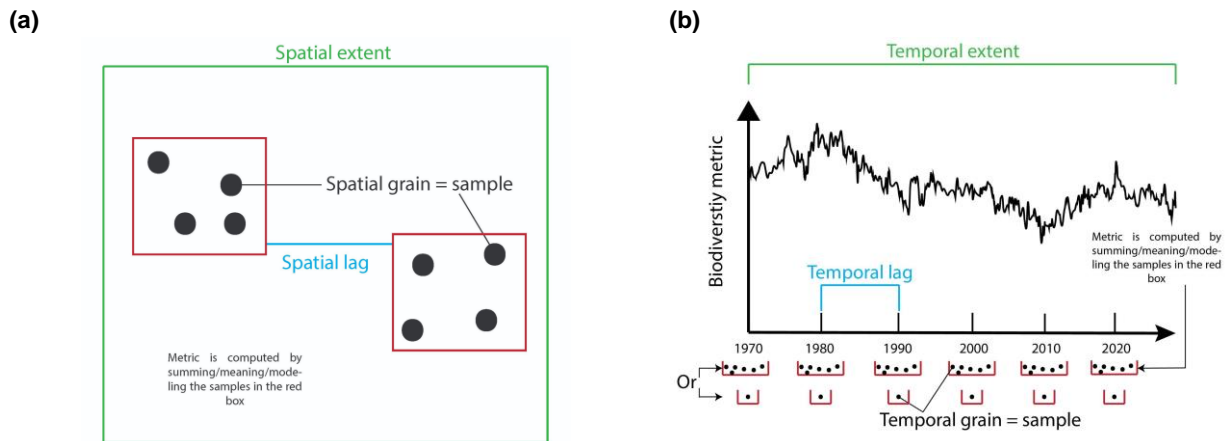 (a)
Spatial extent
Spatial grain = sample
Spatial lag
Metric is computed by
summing/meaning/mode-
ling the samples in the red
box
(b)
Temporal extent
Biodiverstiy metric
Metric is computed by
summing/meaning/mode-
ling the samples in the red
box
Temporal lag
1970 1980 1990 2000 2010 2020
Or
Temporal grain = sample